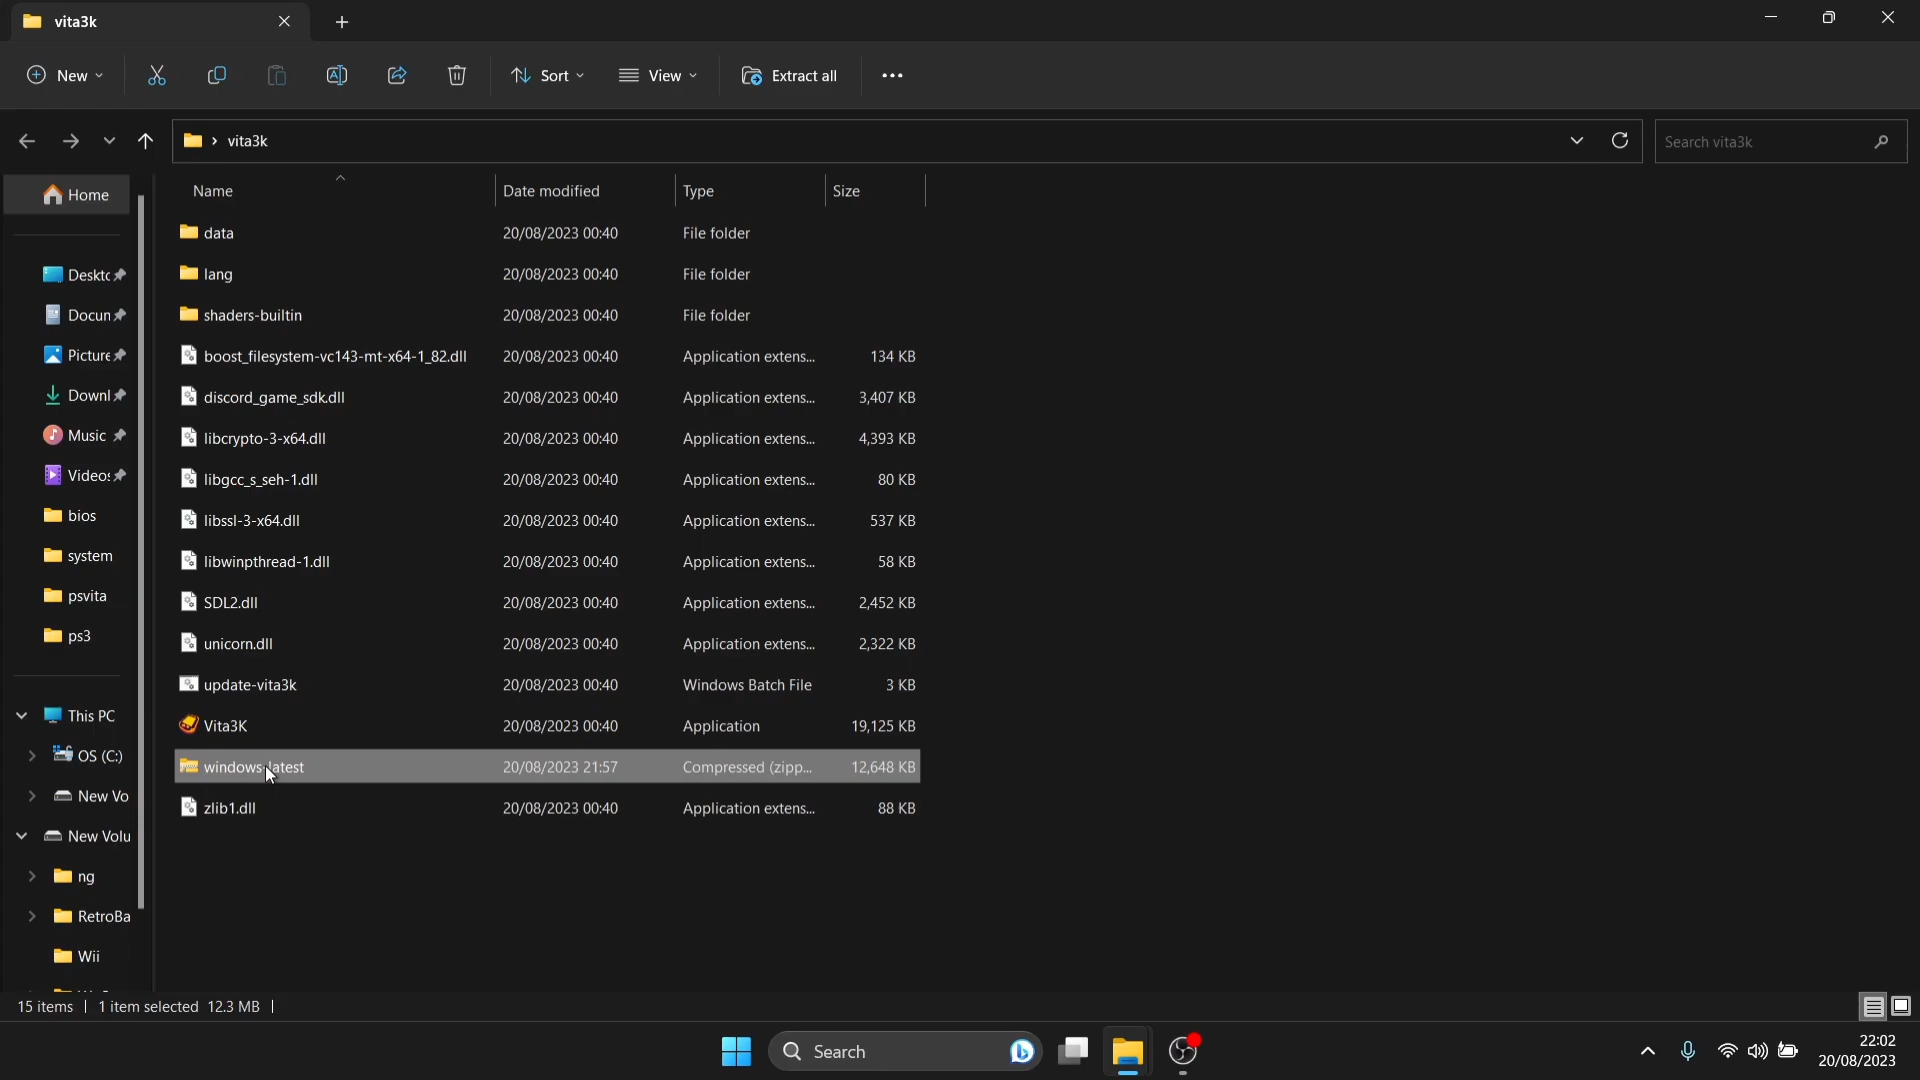 vita3k
New
Sort
View
Extract all
vita3k
Search vita3k
Name Date modified Type Size
Home
Deskto
Docum
Picture
Downl
Music
Videos
bios
system
psvita
ps3
This PC
OS (C:)
New Vo
New Volu
ng
RetroBa
Wii
data 20/08/2023 00:40 File folder
lang 20/08/2023 00:40 File folder
shaders-builtin 20/08/2023 00:40 File folder
boost_filesystem-vc143-mt-x64-1_82.dll 20/08/2023 00:40 Application extens... 134 KB
discord_game_sdk.dll 20/08/2023 00:40 Application extens... 3,407 KB
libcrypto-3-x64.dll 20/08/2023 00:40 Application extens... 4,393 KB
libgcc_s_seh-1.dll 20/08/2023 00:40 Application extens... 80 KB
libssl-3-x64.dll 20/08/2023 00:40 Application extens... 537 KB
libwinpthread-1.dll 20/08/2023 00:40 Application extens... 58 KB
SDL2.dll 20/08/2023 00:40 Application extens... 2,452 KB
unicorn.dll 20/08/2023 00:40 Application extens... 2,322 KB
update-vita3k 20/08/2023 00:40 Windows Batch File 3 KB
Vita3K 20/08/2023 00:40 Application 19,125 KB
windows-latest 20/08/2023 21:57 Compressed (zipp... 12,648 KB
zlib1.dll 20/08/2023 00:40 Application extens... 88 KB
15 items 1 item selected 12.3 MB
Search
22:02
20/08/2023